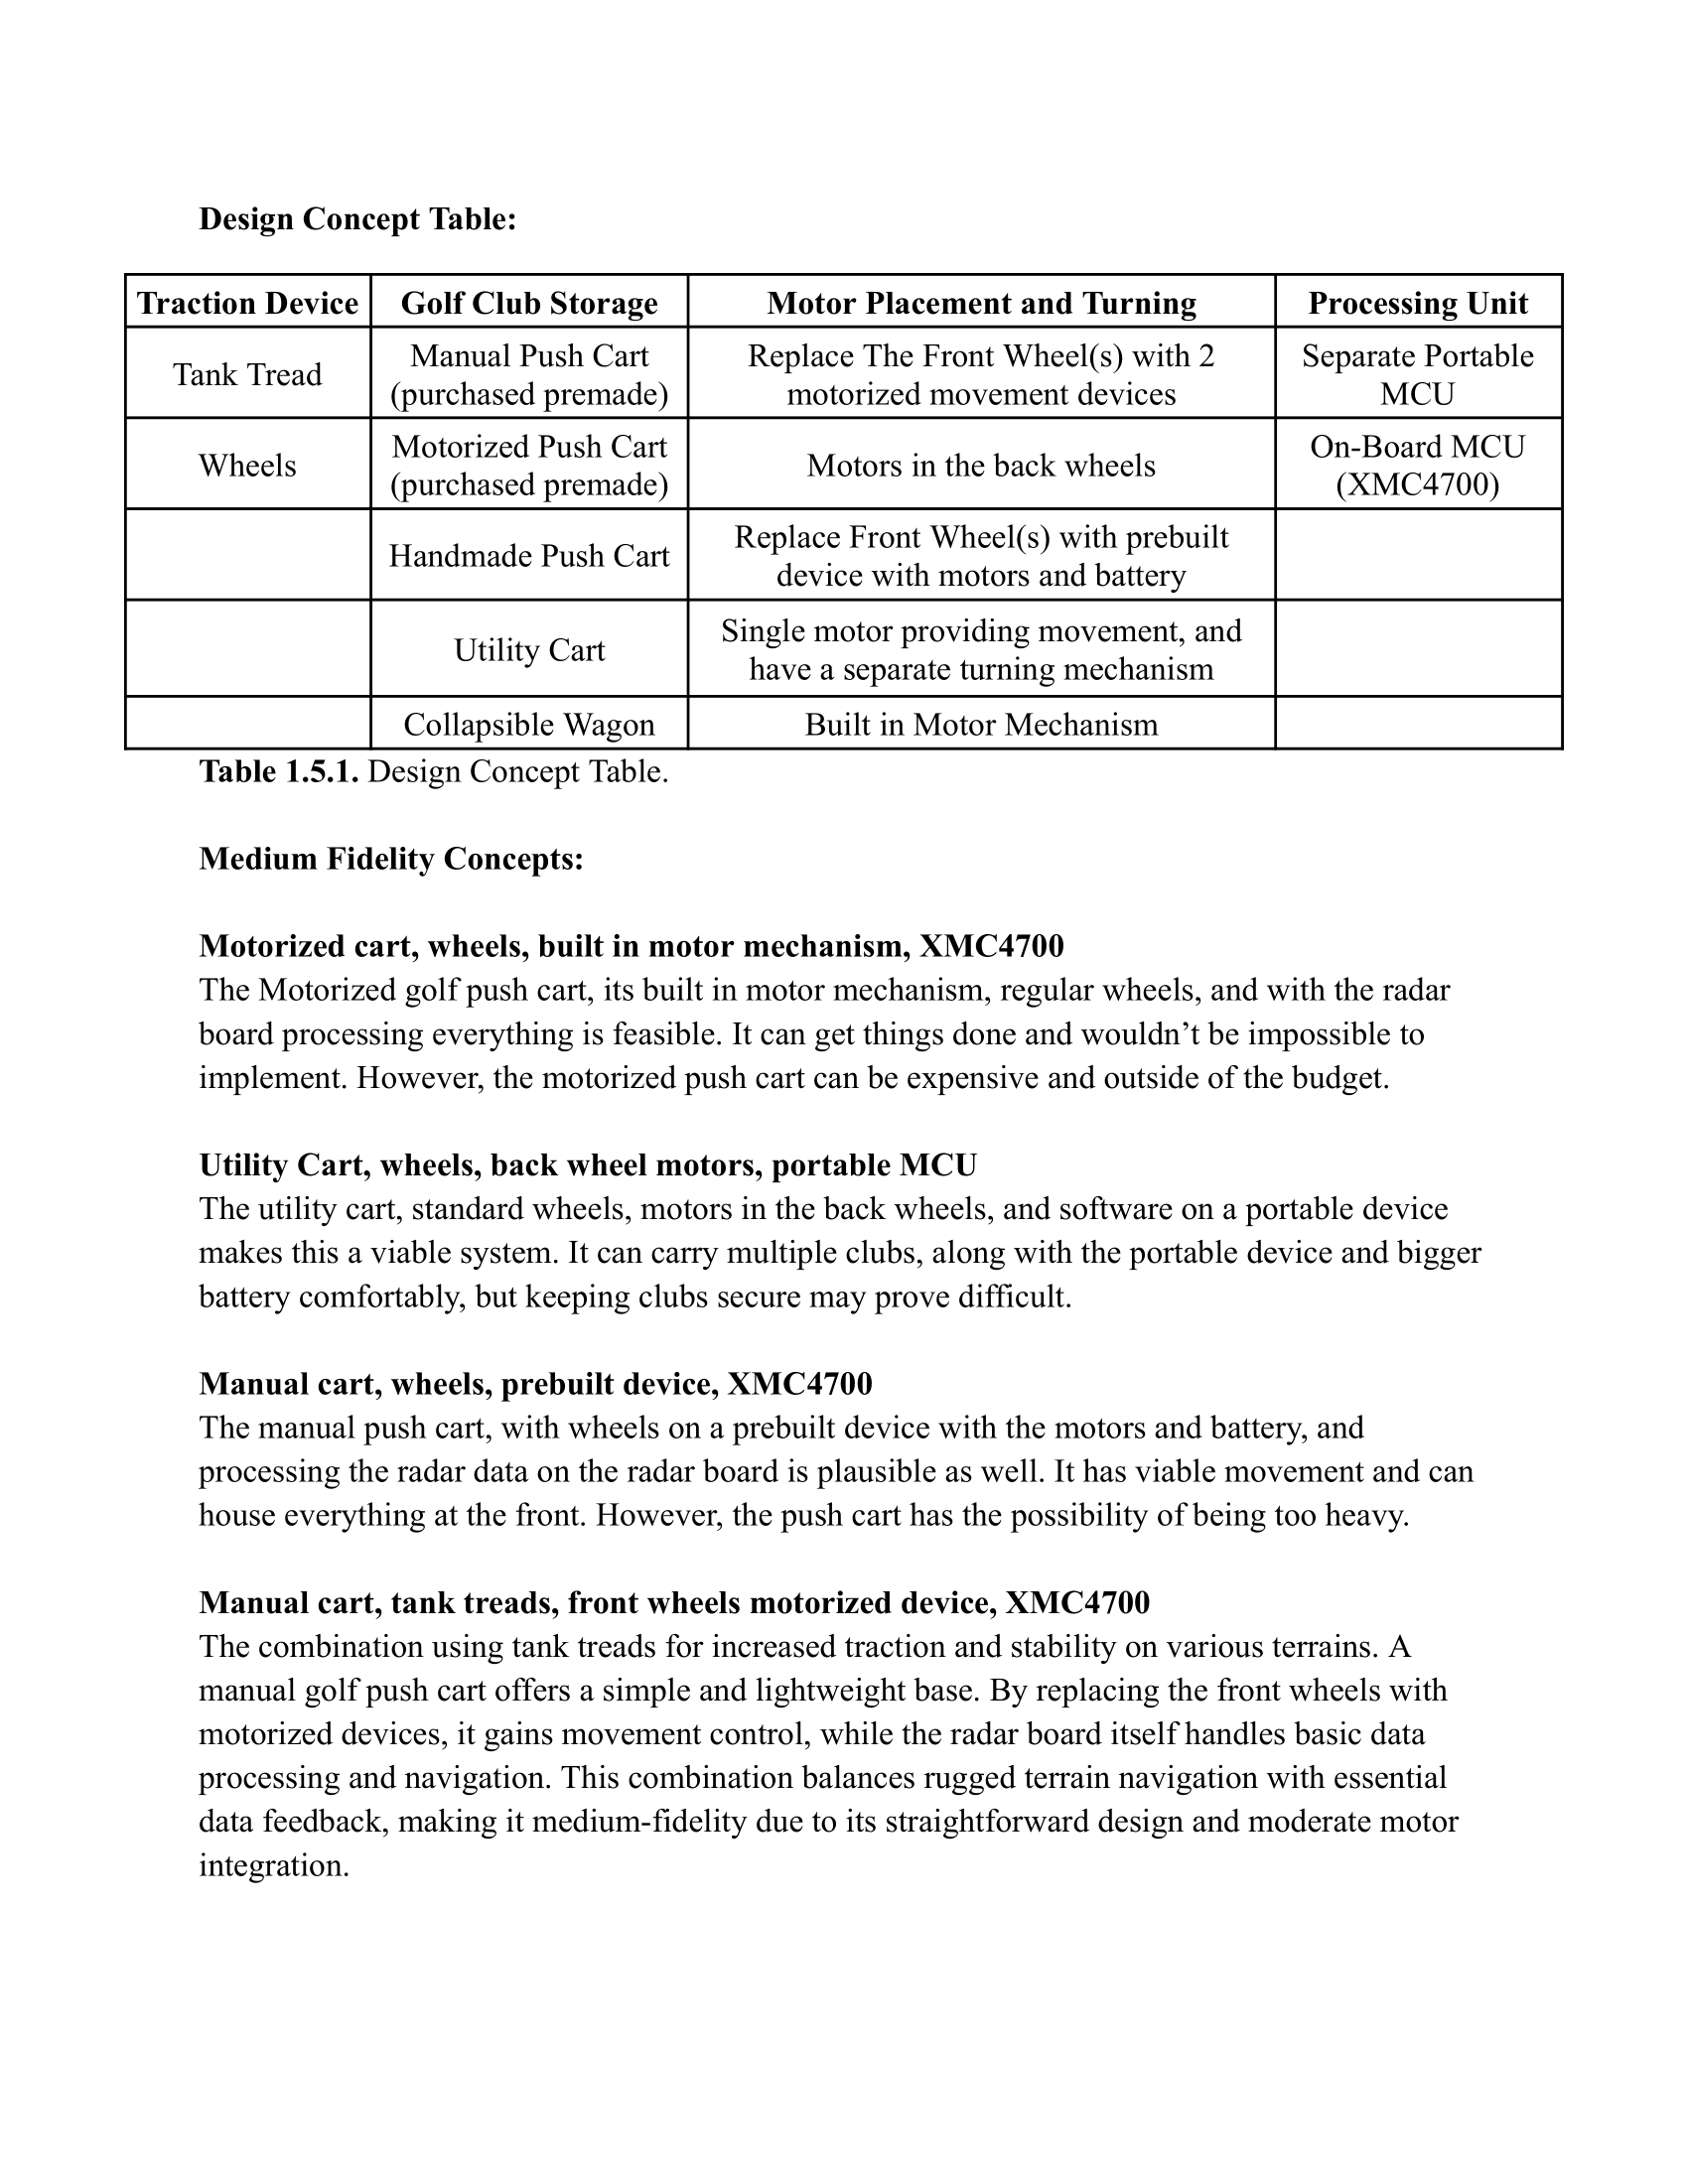 Design Concept Table:
Traction Device Golf Club Storage Motor Placement and Turning Processing Unit
Tank Tread
Manual Push Cart
(purchased premade)
Replace The Front Wheel(s) with 2
motorized movement devices
Separate Portable
MCU
Wheels
Motorized Push Cart
(purchased premade)
Motors in the back wheels
On-Board MCU
(XMC4700)
Handmade Push Cart
Replace Front Wheel(s) with prebuilt
device with motors and battery
Utility Cart
Single motor providing movement, and
have a separate turning mechanism
Collapsible Wagon
Built in Motor Mechanism
Table 1.5.1. Design Concept Table.
Medium Fidelity Concepts:
Motorized cart, wheels, built in motor mechanism, XMC4700
The Motorized golf push cart, its built in motor mechanism, regular wheels, and with the radar
board processing everything is feasible. It can get things done and wouldn’t be impossible to
implement. However, the motorized push cart can be expensive and outside of the budget.
Utility Cart, wheels, back wheel motors, portable MCU
The utility cart, standard wheels, motors in the back wheels, and software on a portable device
makes this a viable system. It can carry multiple clubs, along with the portable device and bigger
battery comfortably, but keeping clubs secure may prove difficult.
Manual cart, wheels, prebuilt device, XMC4700
The manual push cart, with wheels on a prebuilt device with the motors and battery, and
processing the radar data on the radar board is plausible as well. It has viable movement and can
house everything at the front. However, the push cart has the possibility of being too heavy.
Manual cart, tank treads, front wheels motorized device, XMC4700
The combination using tank treads for increased traction and stability on various terrains. A
manual golf push cart offers a simple and lightweight base. By replacing the front wheels with
motorized devices, it gains movement control, while the radar board itself handles basic data
processing and navigation. This combination balances rugged terrain navigation with essential
data feedback, making it medium-fidelity due to its straightforward design and moderate motor
integration.